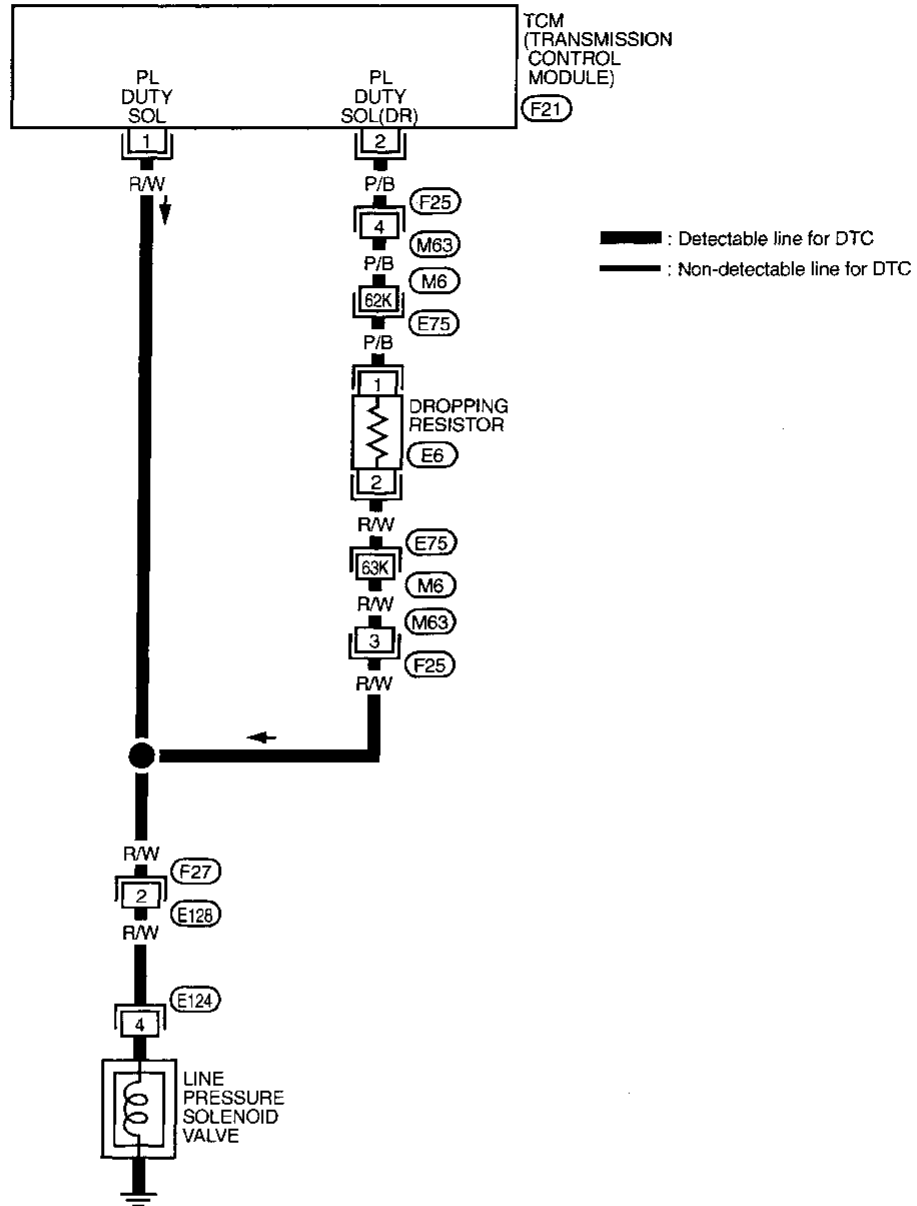 TCM
(TRANSMISSION
CONTROL
MODULE)
F21
PL
DUTY
SOL
PL
DUTY
SOL(DR)
1
2
R/W
P/B
F25
4
M63
P/B
M6
62K
E75
P/B
: Detectable line for DTC
: Non-detectable line for DTC
1
DROPPING
RESISTOR
E6
2
R/W
E75
63K
M6
R/W
M63
3
F25
R/W
R/W
F27
2
E128
R/W
E124
4
LINE
PRESSURE
SOLENOID
VALVE